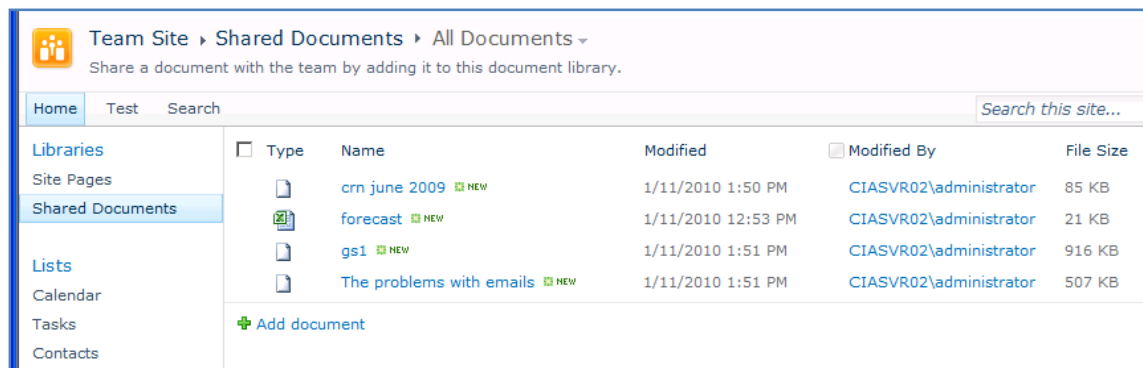 Team Site ▸ Shared Documents ▸ All Documents
Share a document with the team by adding it to this document library.
Home Test Search Search this site...
Libraries
Site Pages
Shared Documents
Lists
Calendar
Tasks
Contacts
Type Name Modified Modified By File Size
crn june 2009 NEW 1/11/2010 1:50 PM CIASVR02\administrator 85 KB
forecast NEW 1/11/2010 12:53 PM CIASVR02\administrator 21 KB
gs1 NEW 1/11/2010 1:51 PM CIASVR02\administrator 916 KB
The problems with emails NEW 1/11/2010 1:51 PM CIASVR02\administrator 507 KB
Add document